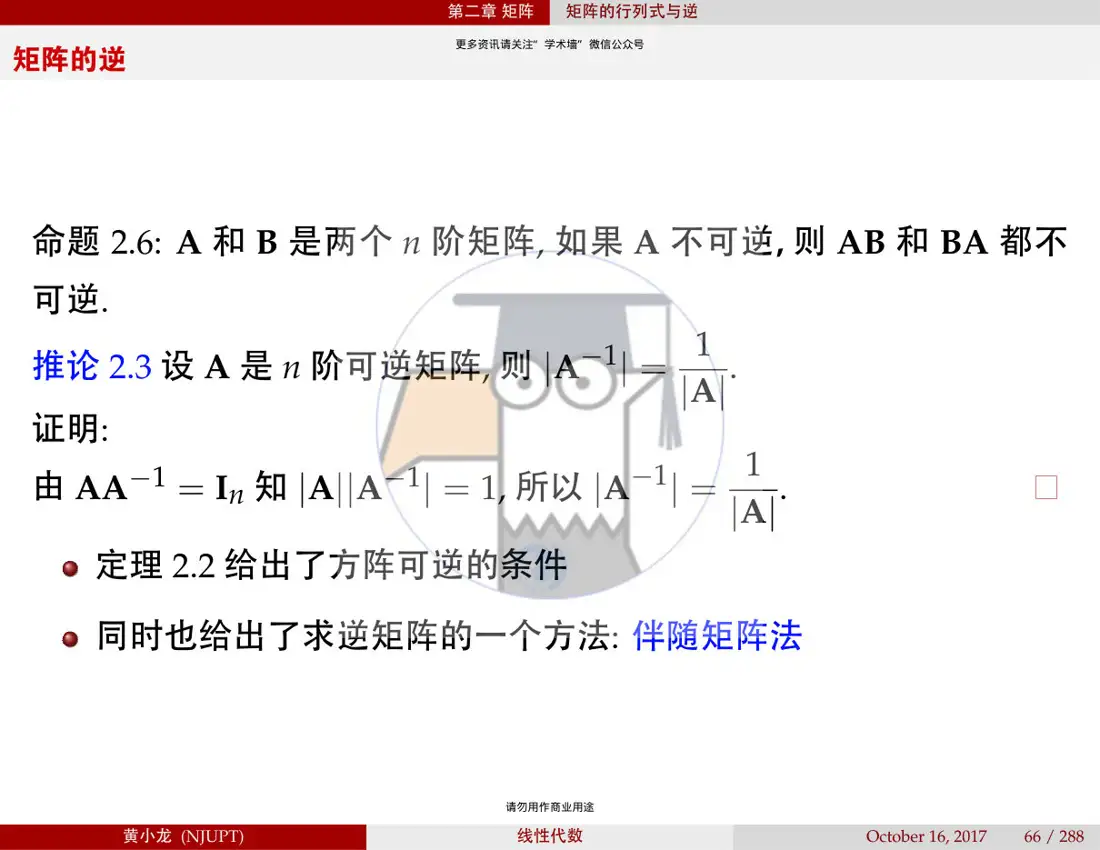 第二章 矩阵 矩阵的行列式与逆
更多资讯请关注“学术墙”微信公众号
矩阵的逆
命题 2.6: A 和 B 是两个 n 阶矩阵, 如果 A 不可逆, 则 AB 和 BA 都不
可逆.
推论 2.3 设 A 是 n 阶可逆矩阵, 则 |A⁻¹| = 1/|A|.
证明:
由 AA⁻¹ = Iₙ 知 |A||A⁻¹| = 1, 所以 |A⁻¹| = 1/|A|. □
定理 2.2 给出了方阵可逆的条件
同时也给出了求逆矩阵的一个方法: 伴随矩阵法
请勿用作商业用途
黄小龙 (NJUPT) 线性代数 October 16, 2017 66 / 288